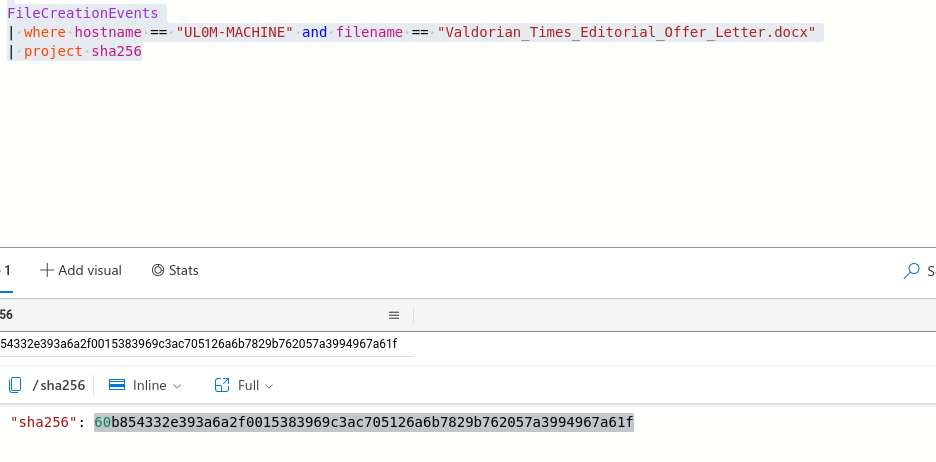 FileCreationEvents
| where hostname == "UL0M-MACHINE" and filename == "Valdorian_Times_Editorial_Offer_Letter.docx"
| project sha256
1 Add visual Stats S
56
54332e393a6a2f0015383969c3ac705126a6b7829b762057a3994967a61f
/sha256 Inline Full
"sha256": 60b854332e393a6a2f0015383969c3ac705126a6b7829b762057a3994967a61f